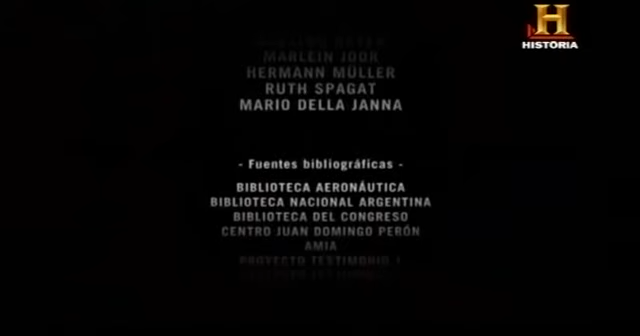 H
HISTORIA
MARLEIN JOOR
HERMANN MÜLLER
RUTH SPAGAT
MARIO DELLA JANNA
- Fuentes bibliográficas -
BIBLIOTECA AERONÁUTICA
BIBLIOTECA NACIONAL ARGENTINA
BIBLIOTECA DEL CONGRESO
CENTRO JUAN DOMINGO PERÓN
AMIA
PROYECTO TESTIMONIO